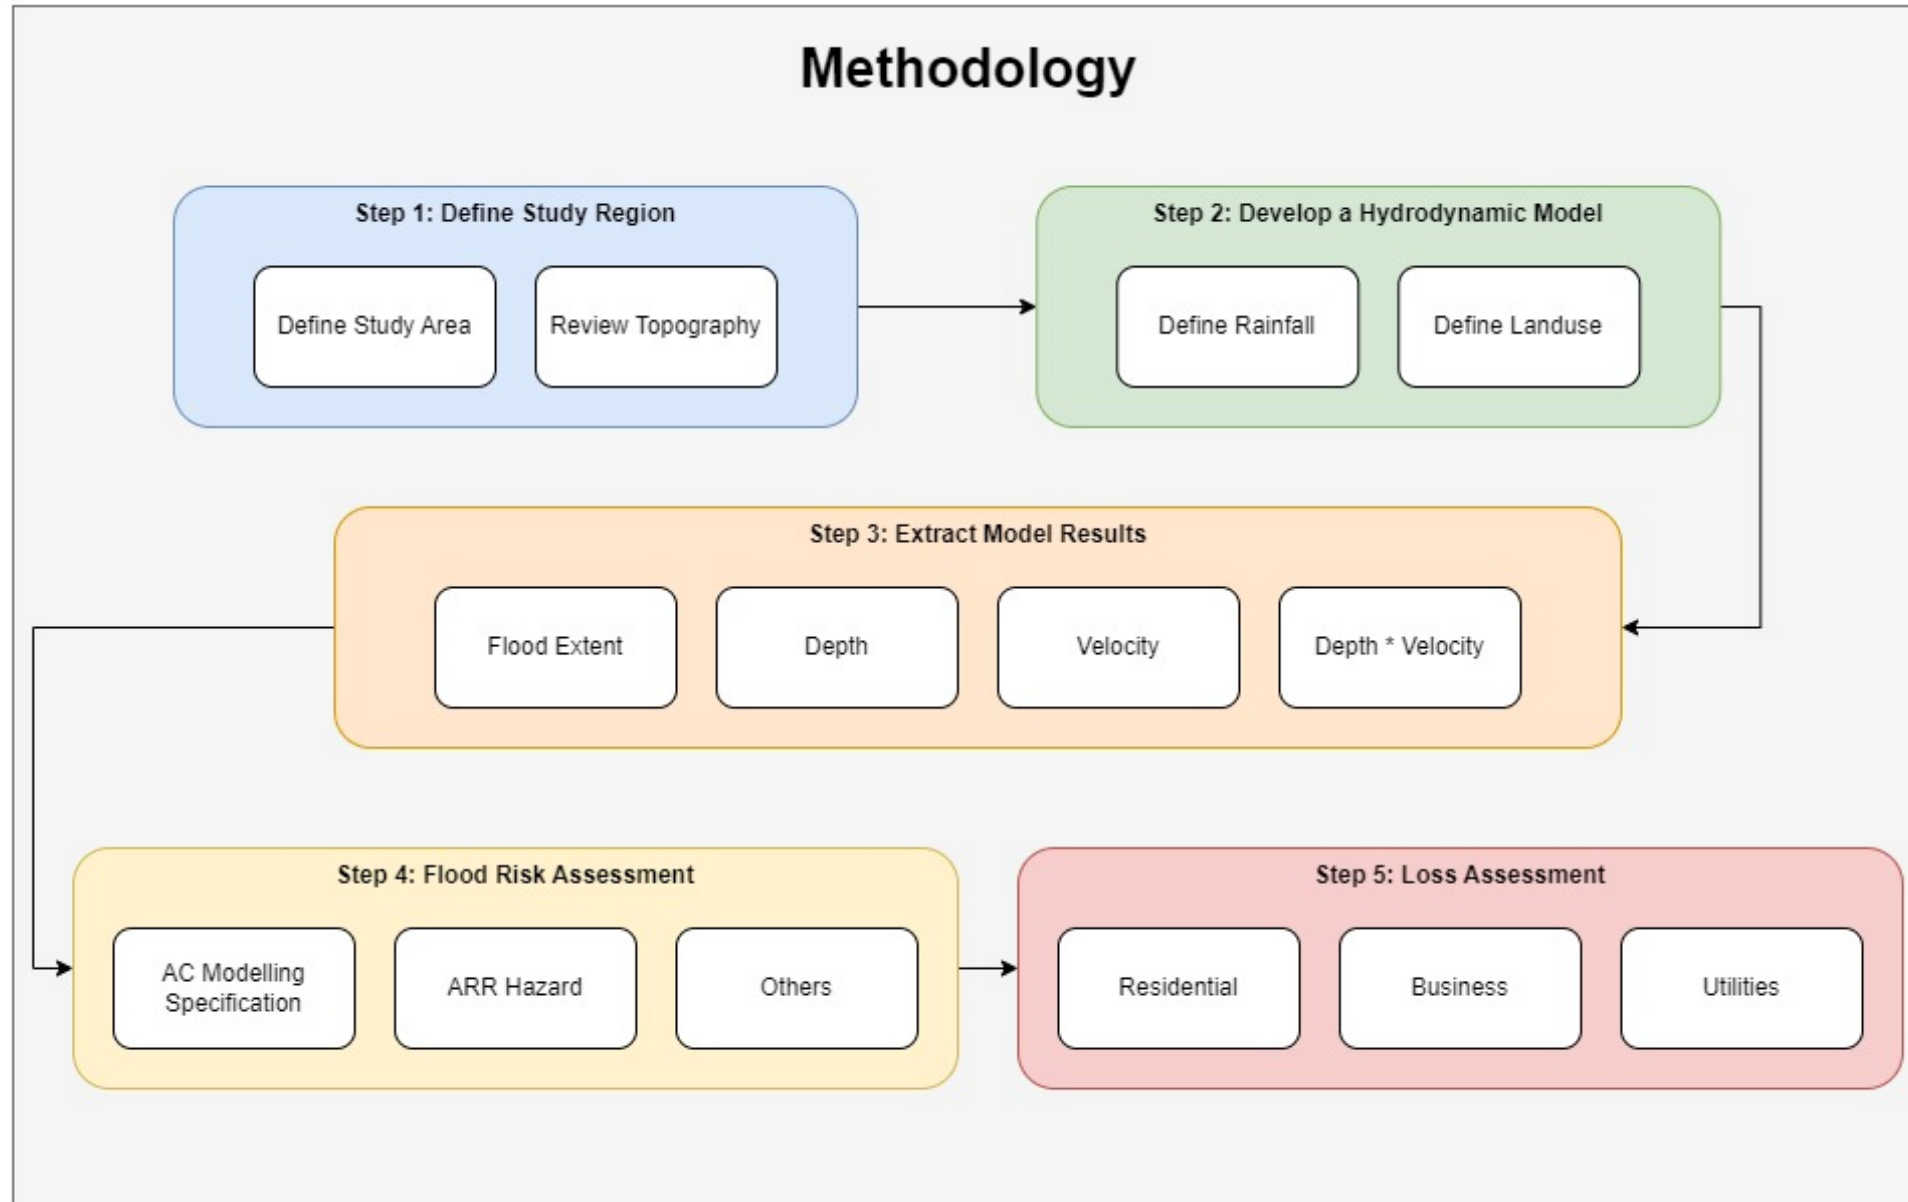 Methodology
Step 1: Define Study Region
Define Study Area
Review Topography
Step 2: Develop a Hydrodynamic Model
Define Rainfall
Define Landuse
Step 3: Extract Model Results
Flood Extent
Depth
Velocity
Depth * Velocity
Step 4: Flood Risk Assessment
AC Modelling
Specification
ARR Hazard
Others
Step 5: Loss Assessment
Residential
Business
Utilities